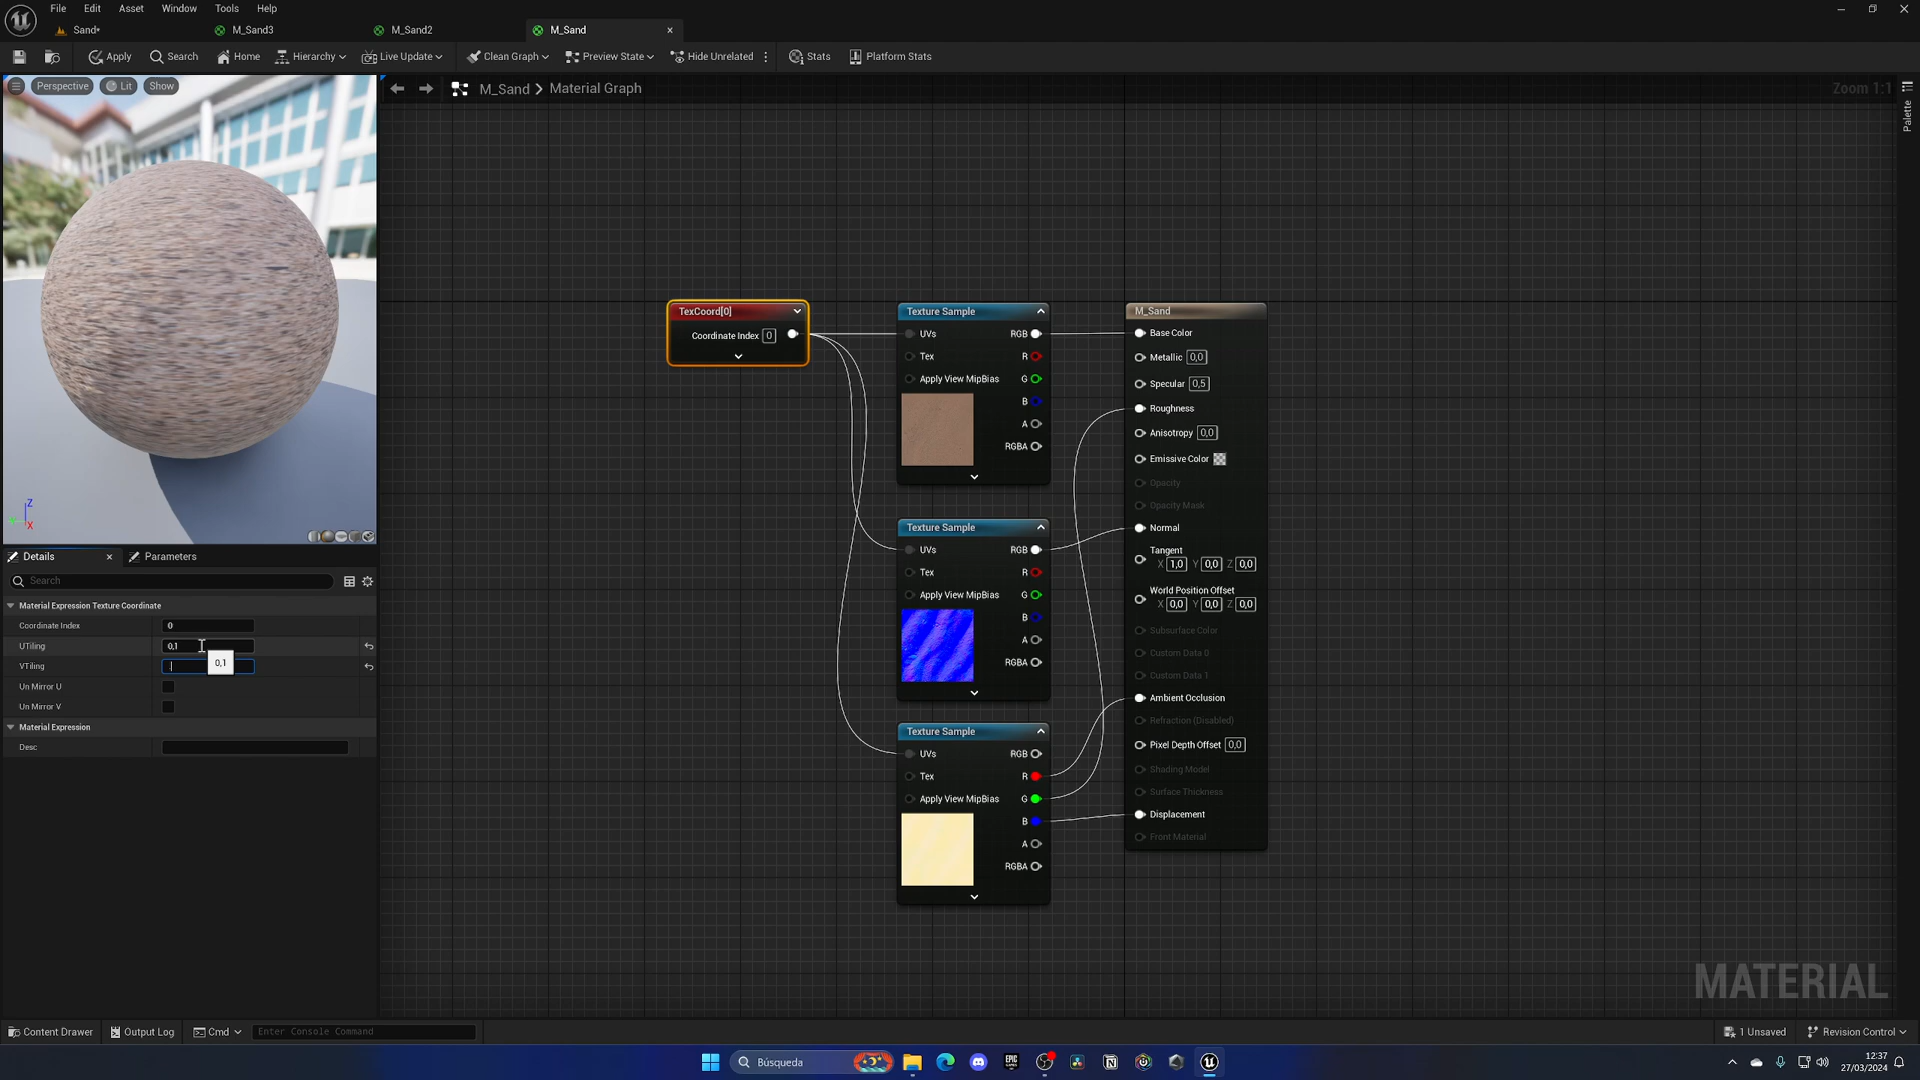 File Edit Asset Window Tools Help
Sand* M_Sand3 M_Sand2 M_Sand
Apply Search Home Hierarchy Live Update Clean Graph Preview State Hide Unrelated Stats Platform Stats
Perspective Lit Show
M_Sand > Material Graph
Zoom 1:1
Palette
Z
X
Details Parameters
Search
Material Expression Texture Coordinate
Coordinate Index 0
UTiling 0,1
VTiling .
0,1
Un Mirror U
Un Mirror V
Material Expression
Desc
TexCoord[0]
Coordinate Index 0
Texture Sample
UVs RGB
Tex R
Apply View MipBias G
B
A
RGBA
Texture Sample
UVs RGB
Tex R
Apply View MipBias G
B
A
RGBA
Texture Sample
UVs RGB
Tex R
Apply View MipBias G
B
A
RGBA
M_Sand
Base Color
Metallic 0,0
Specular 0,5
Roughness
Anisotropy 0,0
Emissive Color
Opacity
Opacity Mask
Normal
Tangent
X 1,0 Y 0,0 Z 0,0
World Position Offset
X 0,0 Y 0,0 Z 0,0
Subsurface Color
Custom Data 0
Custom Data 1
Ambient Occlusion
Refraction (Disabled)
Pixel Depth Offset 0,0
Shading Model
Surface Thickness
Displacement
Front Material
MATERIAL
Content Drawer Output Log Cmd Enter Console Command
1 Unsaved Revision Control
Búsqueda
EPIC GAMES
12:37
27/03/2024